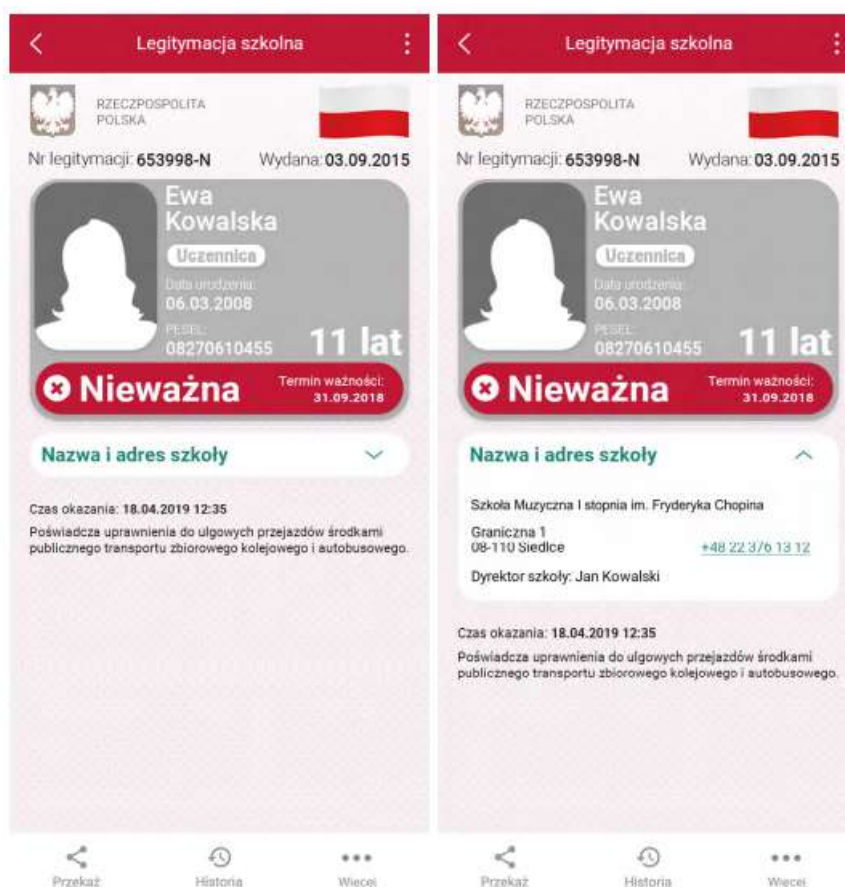 Legitymacja szkolna
RZECZPOSPOLITA
POLSKA
Nr legitymacji: 653998-N Wydana: 03.09.2015
Ewa
Kowalska
Uczennica
Data urodzenia:
06.03.2008
PESEL:
08270610455
11 lat
Nieważna
Termin ważności:
31.09.2018
Nazwa i adres szkoły
Czas okazania: 18.04.2019 12:35
Poświadcza uprawnienia do ulgowych przejazdów środkami
publicznego transportu zbiorowego kolejowego i autobusowego.
Przekaż Historia Więcej
Legitymacja szkolna
RZECZPOSPOLITA
POLSKA
Nr legitymacji: 653998-N Wydana: 03.09.2015
Ewa
Kowalska
Uczennica
Data urodzenia:
06.03.2008
PESEL:
08270610455
11 lat
Nieważna
Termin ważności:
31.09.2018
Nazwa i adres szkoły
Szkoła Muzyczna I stopnia im. Fryderyka Chopina
Graniczna 1
08-110 Siedlce +48 22 376 13 12
Dyrektor szkoły: Jan Kowalski
Czas okazania: 18.04.2019 12:35
Poświadcza uprawnienia do ulgowych przejazdów środkami
publicznego transportu zbiorowego kolejowego i autobusowego.
Przekaż Historia Więcej